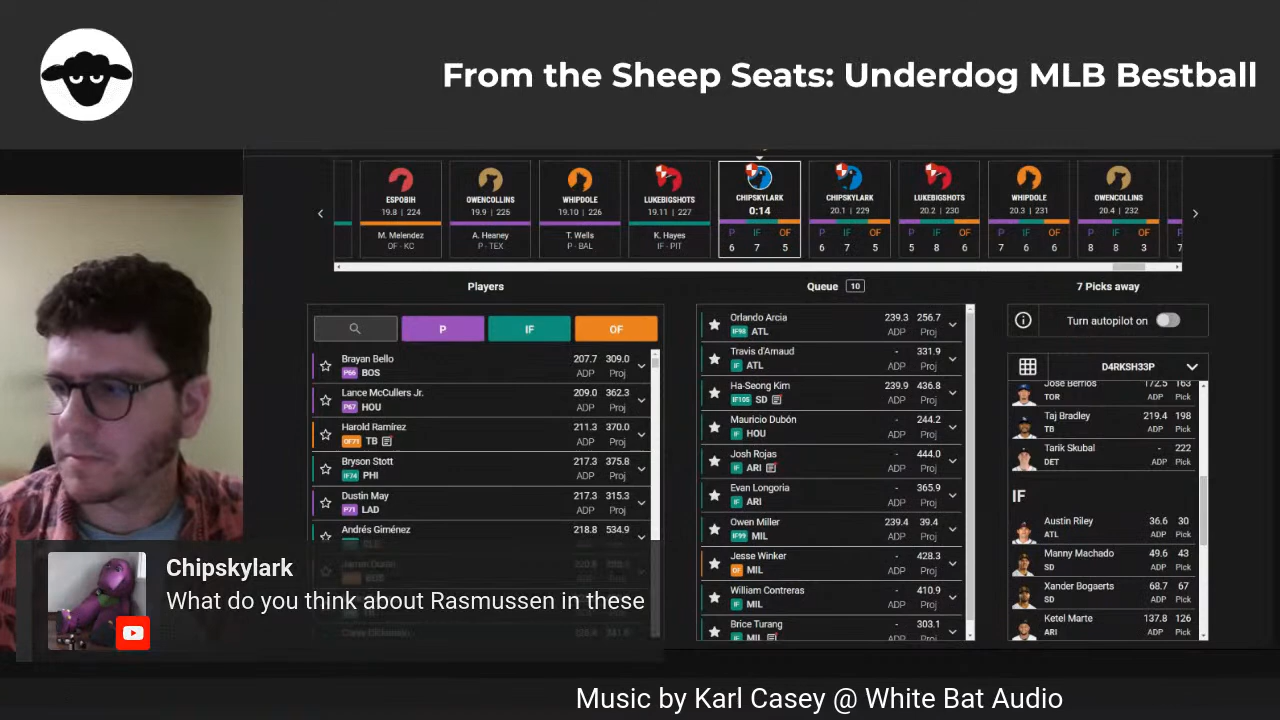 From the Sheep Seats: Underdog MLB Bestball
ESPOBIH
19.8 | 224
M. Melendez
OF - KC
OWENCOLLINS
19.9 | 225
A. Heaney
P - TEX
WHIPDOLE
19.10 | 226
T. Wells
P - BAL
LUKEBIGSHOTS
19.11 | 227
K. Hayes
IF - PIT
CHIPSKYLARK
0:14
P IF OF
6 7 5
CHIPSKYLARK
20.1 | 229
P IF OF
6 7 5
LUKEBIGSHOTS
20.2 | 230
P IF OF
5 8 6
WHIPDOLE
20.3 | 231
P IF OF
7 6 6
OWENCOLLINS
20.4 | 232
P IF OF
8 8 3
P
7
Players
P
IF
OF
Brayan Bello 207.7 309.0
P66 BOS ADP Proj
Lance McCullers Jr. 209.0 362.3
P67 HOU ADP Proj
Harold Ramirez 211.3 370.0
OF71 TB ADP Proj
Bryson Stott 217.3 375.8
IF74 PHI ADP Proj
Dustin May 217.3 315.3
P71 LAD ADP Proj
Andrés Giménez 218.8 534.9
Queue 10
Orlando Arcia 239.3 256.7
IF98 ATL ADP Proj
Travis d'Arnaud - 331.9
IF ATL ADP Proj
Ha-Seong Kim 239.9 436.8
IF105 SD ADP Proj
Mauricio Dubón - 244.2
IF HOU ADP Proj
Josh Rojas - 444.0
IF ARI ADP Proj
Evan Longoria - 365.9
IF ARI ADP Proj
Owen Miller 239.4 39.4
IF99 MIL ADP Proj
Jesse Winker - 428.3
OF MIL ADP Proj
William Contreras - 410.9
IF MIL ADP Proj
Brice Turang - 303.1
IF MIL ADP Proj
7 Picks away
Turn autopilot on
D4RKSH33P
Jose Berrios 172.5 163
TOR ADP Pick
Taj Bradley 219.4 198
TB ADP Pick
Tarik Skubal - 222
DET ADP Pick
IF
Austin Riley 36.6 30
ATL ADP Pick
Manny Machado 49.6 43
SD ADP Pick
Xander Bogaerts 68.7 67
SD ADP Pick
Ketel Marte 137.8 126
ARI ADP Pick
Chipskylark
What do you think about Rasmussen in these
Music by Karl Casey @ White Bat Audio